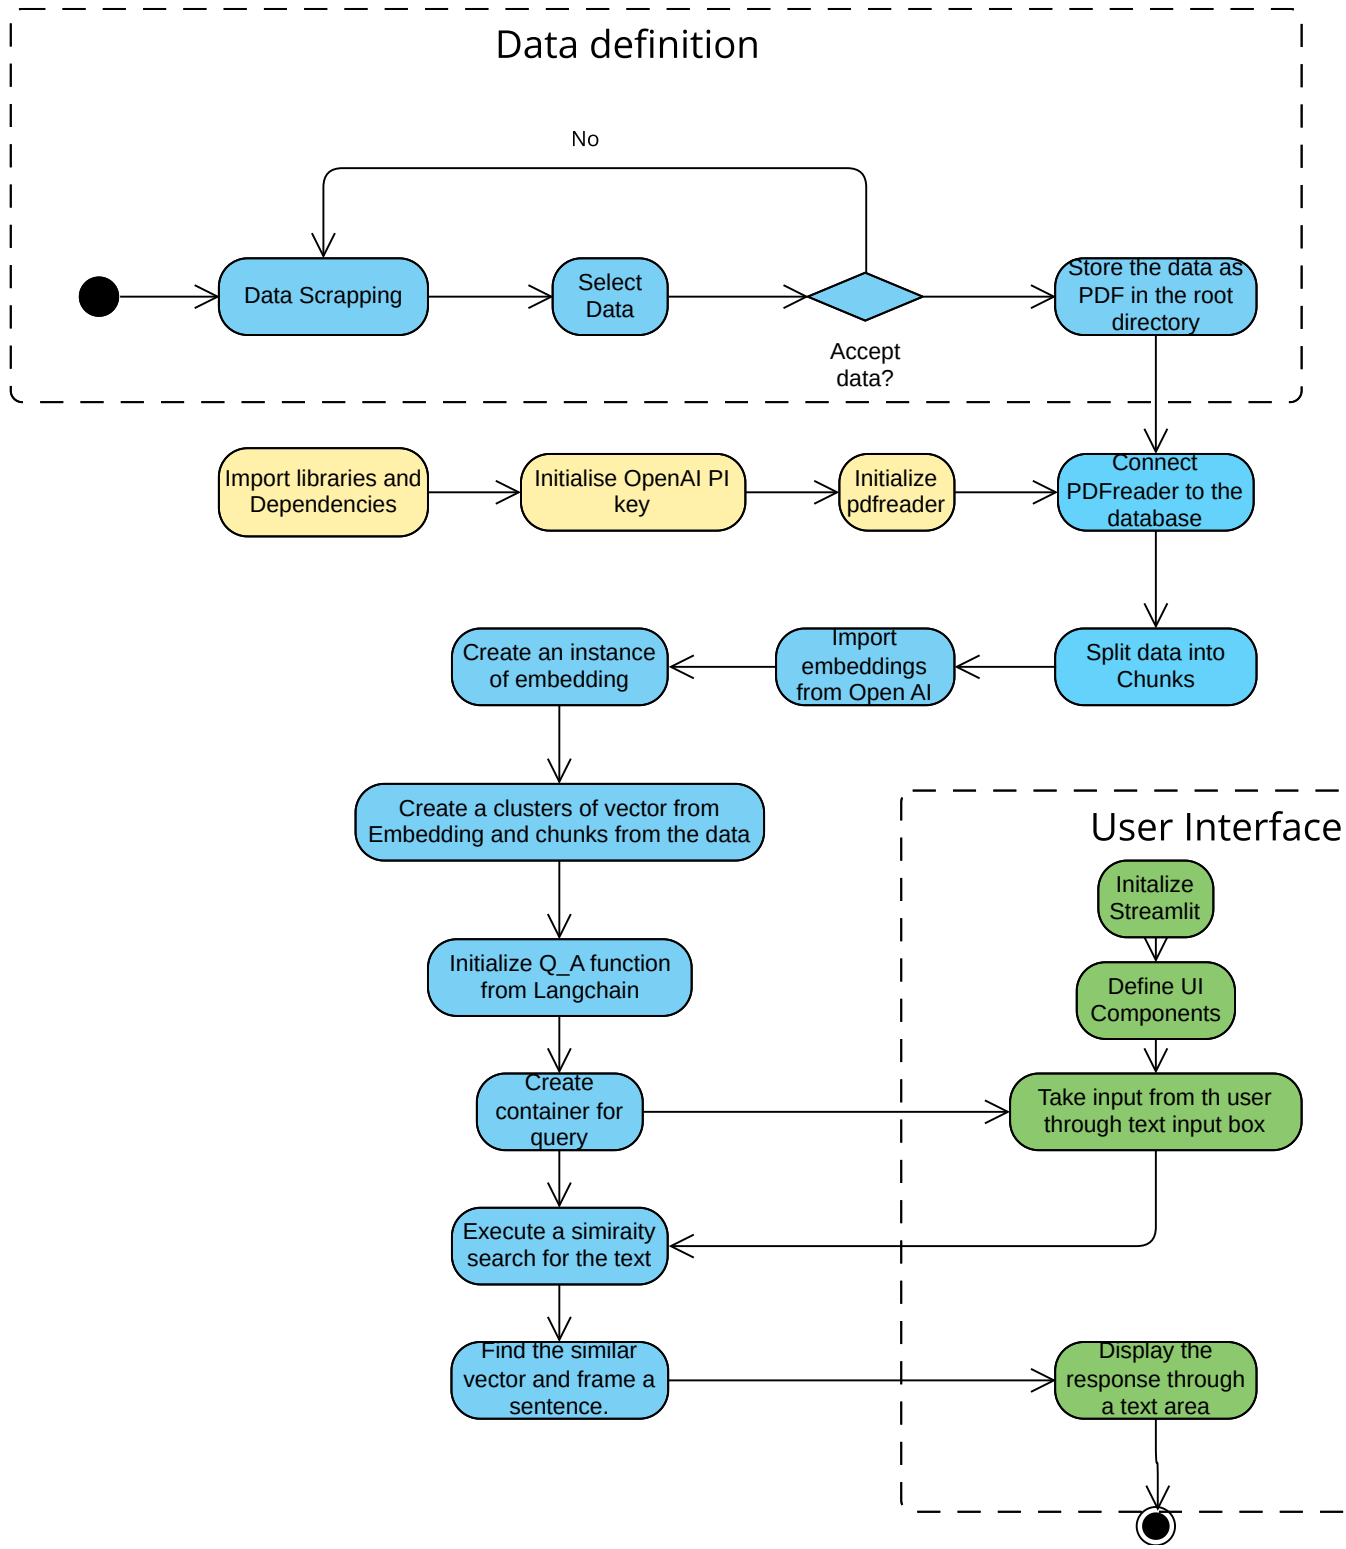 Data definition
No
Data Scrapping
Select
Data
Accept
data?
Store the data as
PDF in the root
directory
Import libraries and
Dependencies
Initialise OpenAI PI
key
Initialize
pdfreader
Connect
PDFreader to the
database
Split data into
Chunks
Import
embeddings
from Open AI
Create an instance
of embedding
Create a clusters of vector from
Embedding and chunks from the data
Initialize Q_A function
from Langchain
User Interface
Initalize
Streamlit
Define UI
Components
Create
container for
query
Take input from th user
through text input box
Execute a simiraity
search for the text
Find the similar
vector and frame a
sentence.
Display the
response through
a text area